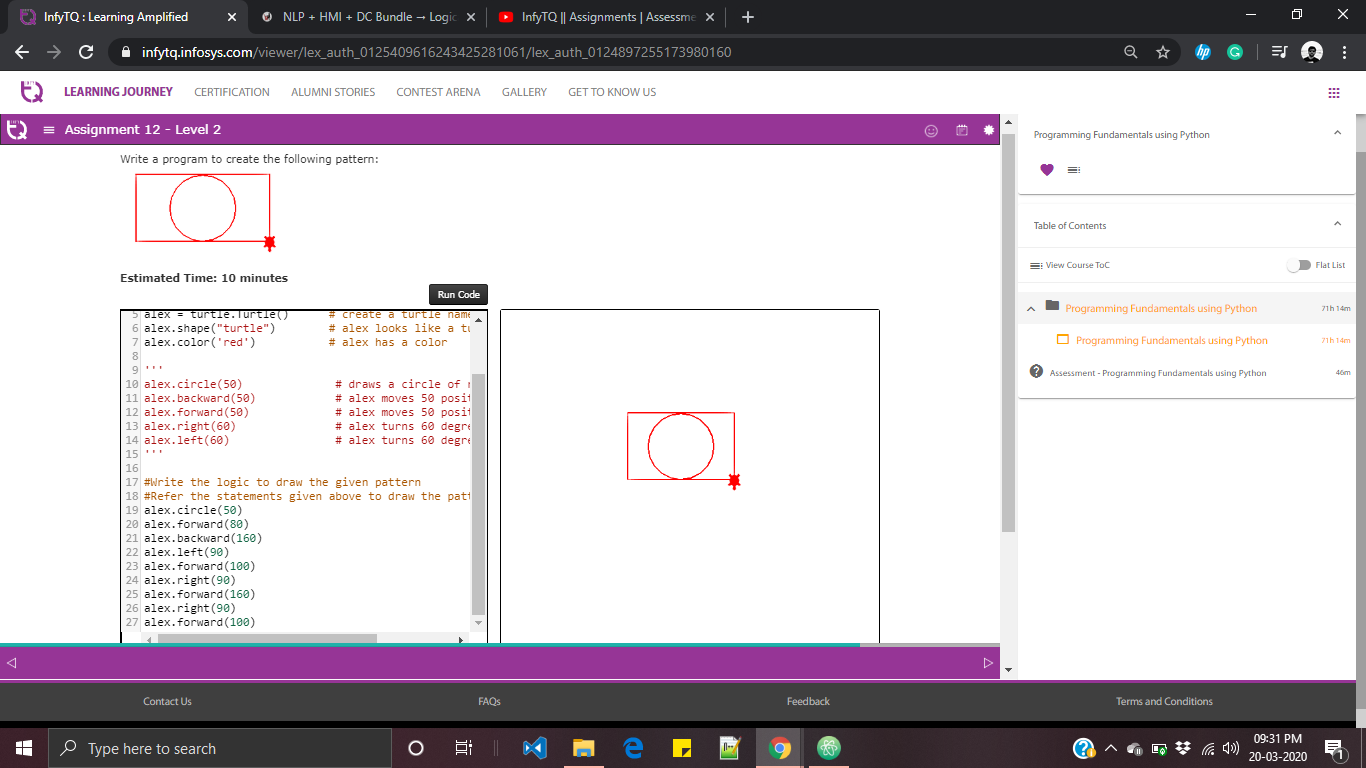 InfyTQ : Learning Amplified
NLP + HMI + DC Bundle → Logic
InfyTQ || Assignments | Assessme
infytq.infosys.com/viewer/lex_auth_0125409616243425281061/lex_auth_0124897255173980160
LEARNING JOURNEY CERTIFICATION ALUMNI STORIES CONTEST ARENA GALLERY GET TO KNOW US
Assignment 12 - Level 2
Write a program to create the following pattern:
Estimated Time: 10 minutes
Run Code
5 alex = turtle.Turtle() # create a turtle name
6 alex.shape("turtle") # alex looks like a tu
7 alex.color('red') # alex has a color
8
9 '''
10 alex.circle(50) # draws a circle of r
11 alex.backward(50) # alex moves 50 posit
12 alex.forward(50) # alex moves 50 posit
13 alex.right(60) # alex turns 60 degre
14 alex.left(60) # alex turns 60 degre
15 '''
16
17 #Write the logic to draw the given pattern
18 #Refer the statements given above to draw the patt
19 alex.circle(50)
20 alex.forward(80)
21 alex.backward(160)
22 alex.left(90)
23 alex.forward(100)
24 alex.right(90)
25 alex.forward(160)
26 alex.right(90)
27 alex.forward(100)
Programming Fundamentals using Python
Table of Contents
View Course ToC
Flat List
Programming Fundamentals using Python 71h 14m
Programming Fundamentals using Python 71h 14m
Assessment - Programming Fundamentals using Python 46m
Contact Us FAQs Feedback Terms and Conditions
Type here to search
09:31 PM
20-03-2020
1